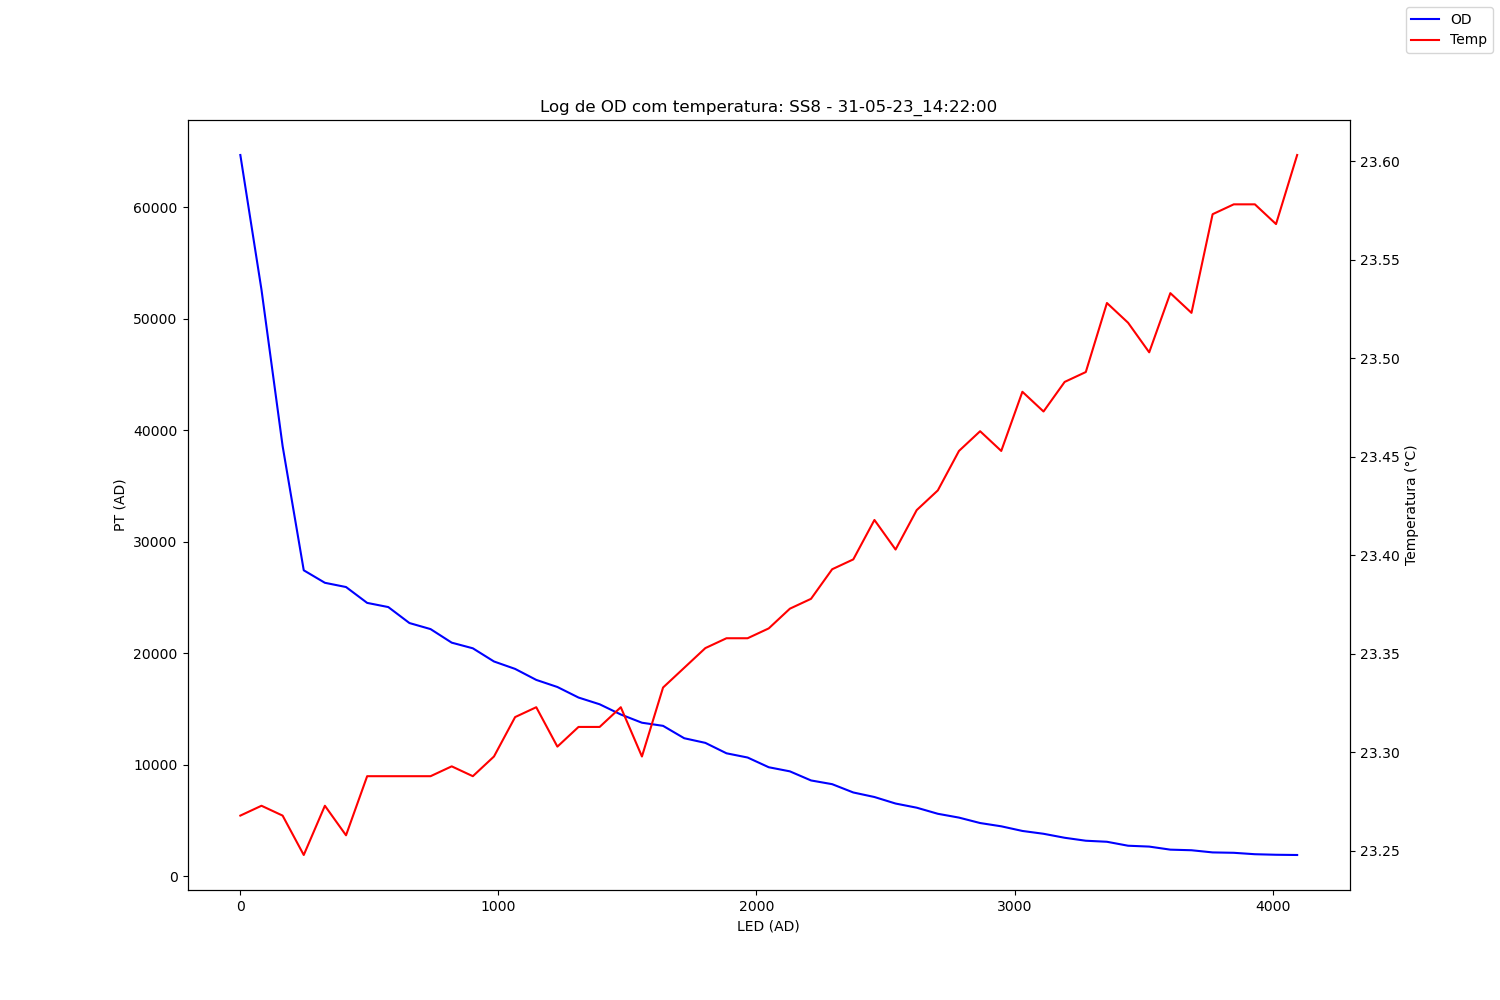 OD
Temp
Log de OD com temperatura: SS8 - 31-05-23_14:22:00
PT (AD)
60000
50000
40000
30000
20000
10000
0
23.60
23.55
23.50
23.45
23.40
23.35
23.30
23.25
Temperatura (°C)
0 1000 2000 3000 4000
LED (AD)